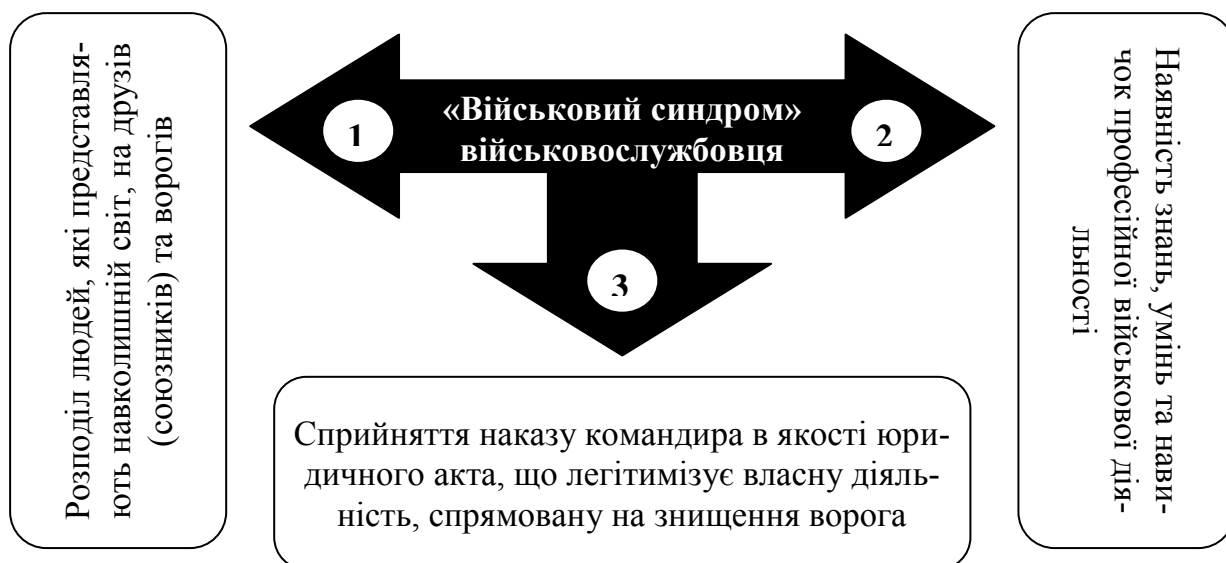 «Військовий синдром»
військовослужбовця
1
2
3
Розподіл людей, які представля-
ють навколишній світ, на друзів
(союзників) та ворогів
Наявність знань, умінь та нави-
чок професійної військової дія-
льності
Сприйняття наказу командира в якості юри-
дичного акта, що легітимізує власну діяль-
ність, спрямовану на знищення ворога